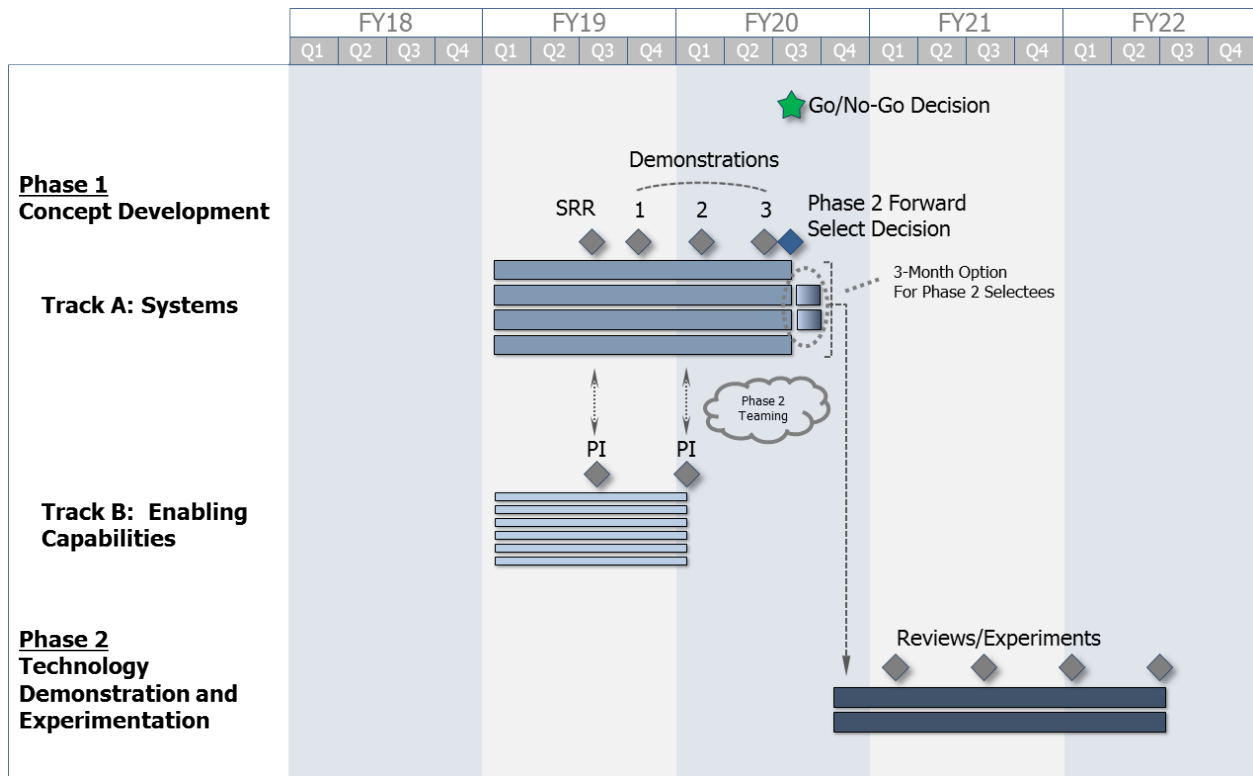 FY18 FY19 FY20 FY21 FY22
Q1 Q2 Q3 Q4 Q1 Q2 Q3 Q4 Q1 Q2 Q3 Q4 Q1 Q2 Q3 Q4 Q1 Q2 Q3 Q4
Go/No-Go Decision
Demonstrations
Phase 1
Concept Development
SRR 1 2 3
Phase 2 Forward
Select Decision
3-Month Option
For Phase 2 Selectees
Track A: Systems
Phase 2
Teaming
PI PI
Track B: Enabling
Capabilities
Phase 2
Technology
Demonstration and
Experimentation
Reviews/Experiments